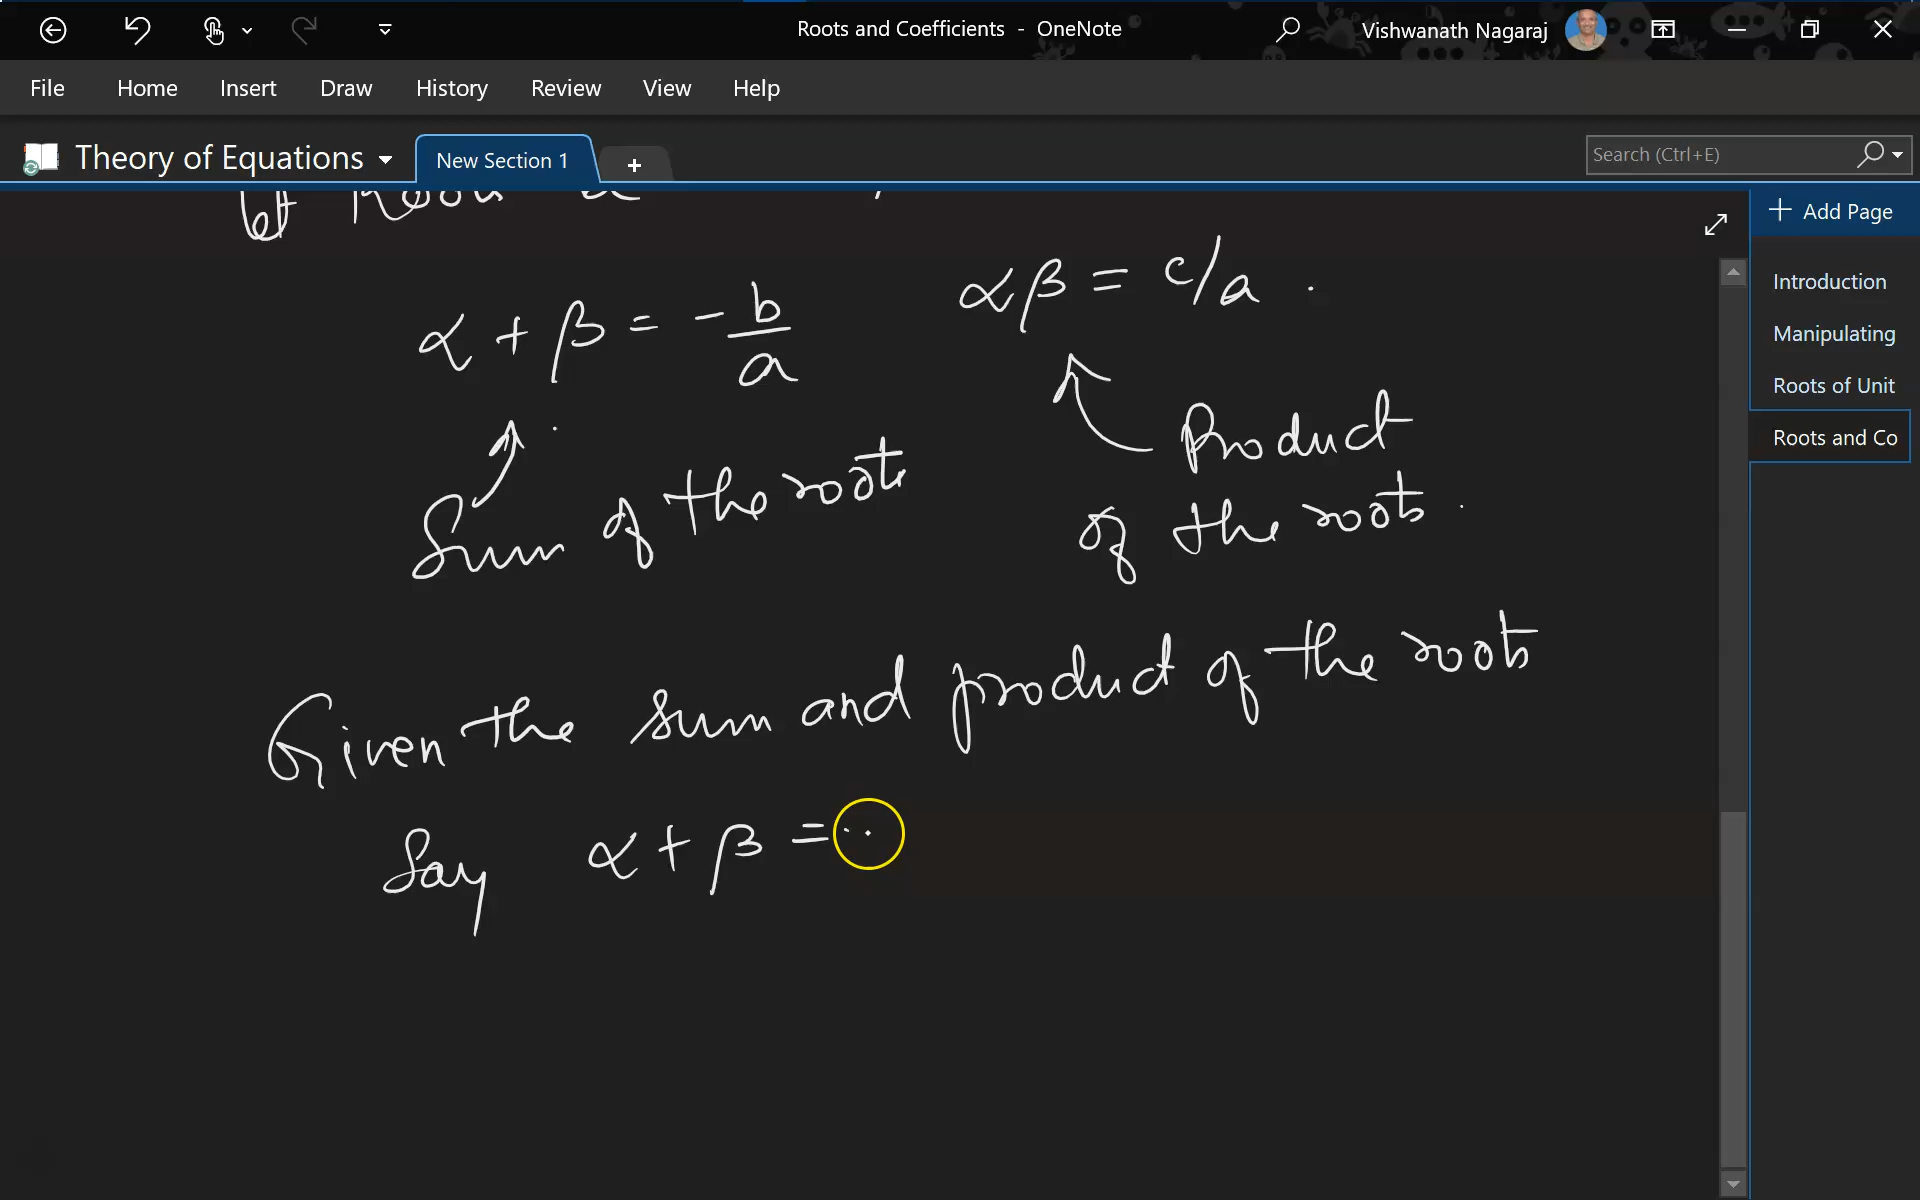 Roots and Coefficients - OneNote
Vishwanath Nagaraj
File Home Insert Draw History Review View Help
Theory of Equations
New Section 1
+
Search (Ctrl+E)
+ Add Page
Introduction
Manipulating
Roots of Unit
Roots and Co
α + β = - b/a
αβ = c/a .
Sum of the roots
Product
of the roots.
Given the sum and product of the roots
Say α + β =